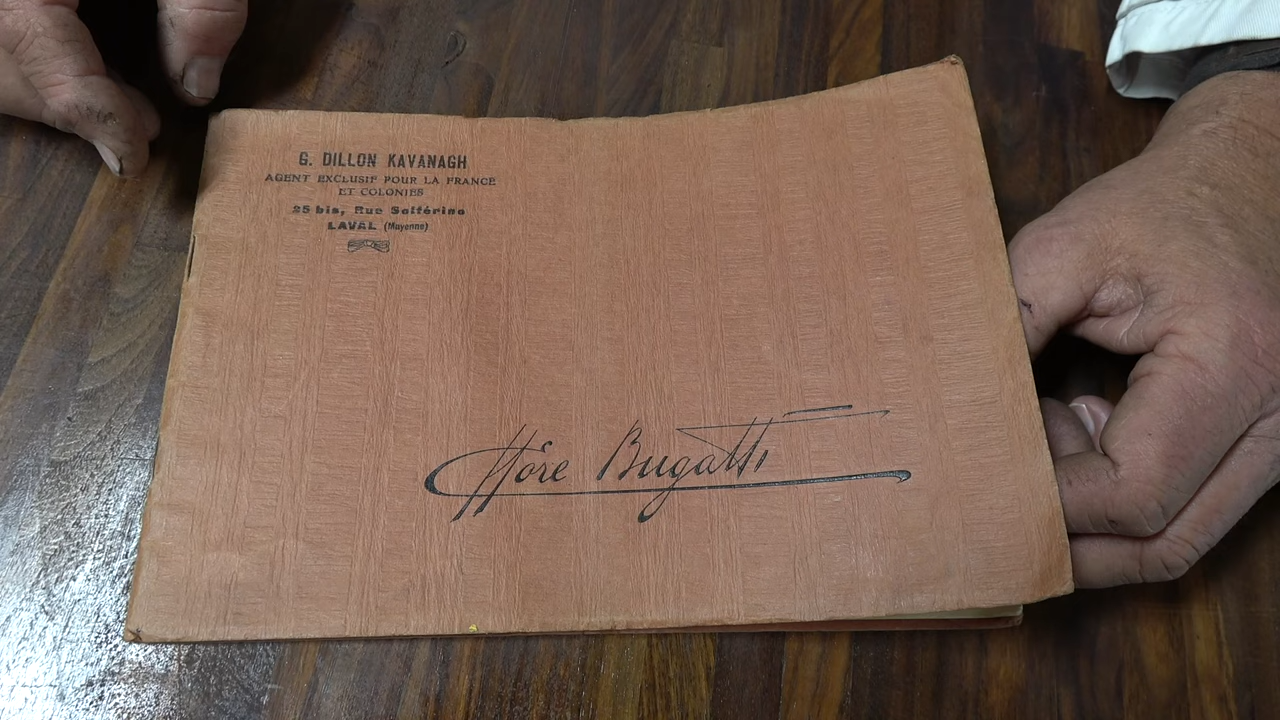 G. DILLON KAVANAGH
AGENT EXCLUSIF POUR LA FRANCE
ET COLONIES
25 bis, Rue Solférino
LAVAL (Mayenne)
Ettore Bugatti